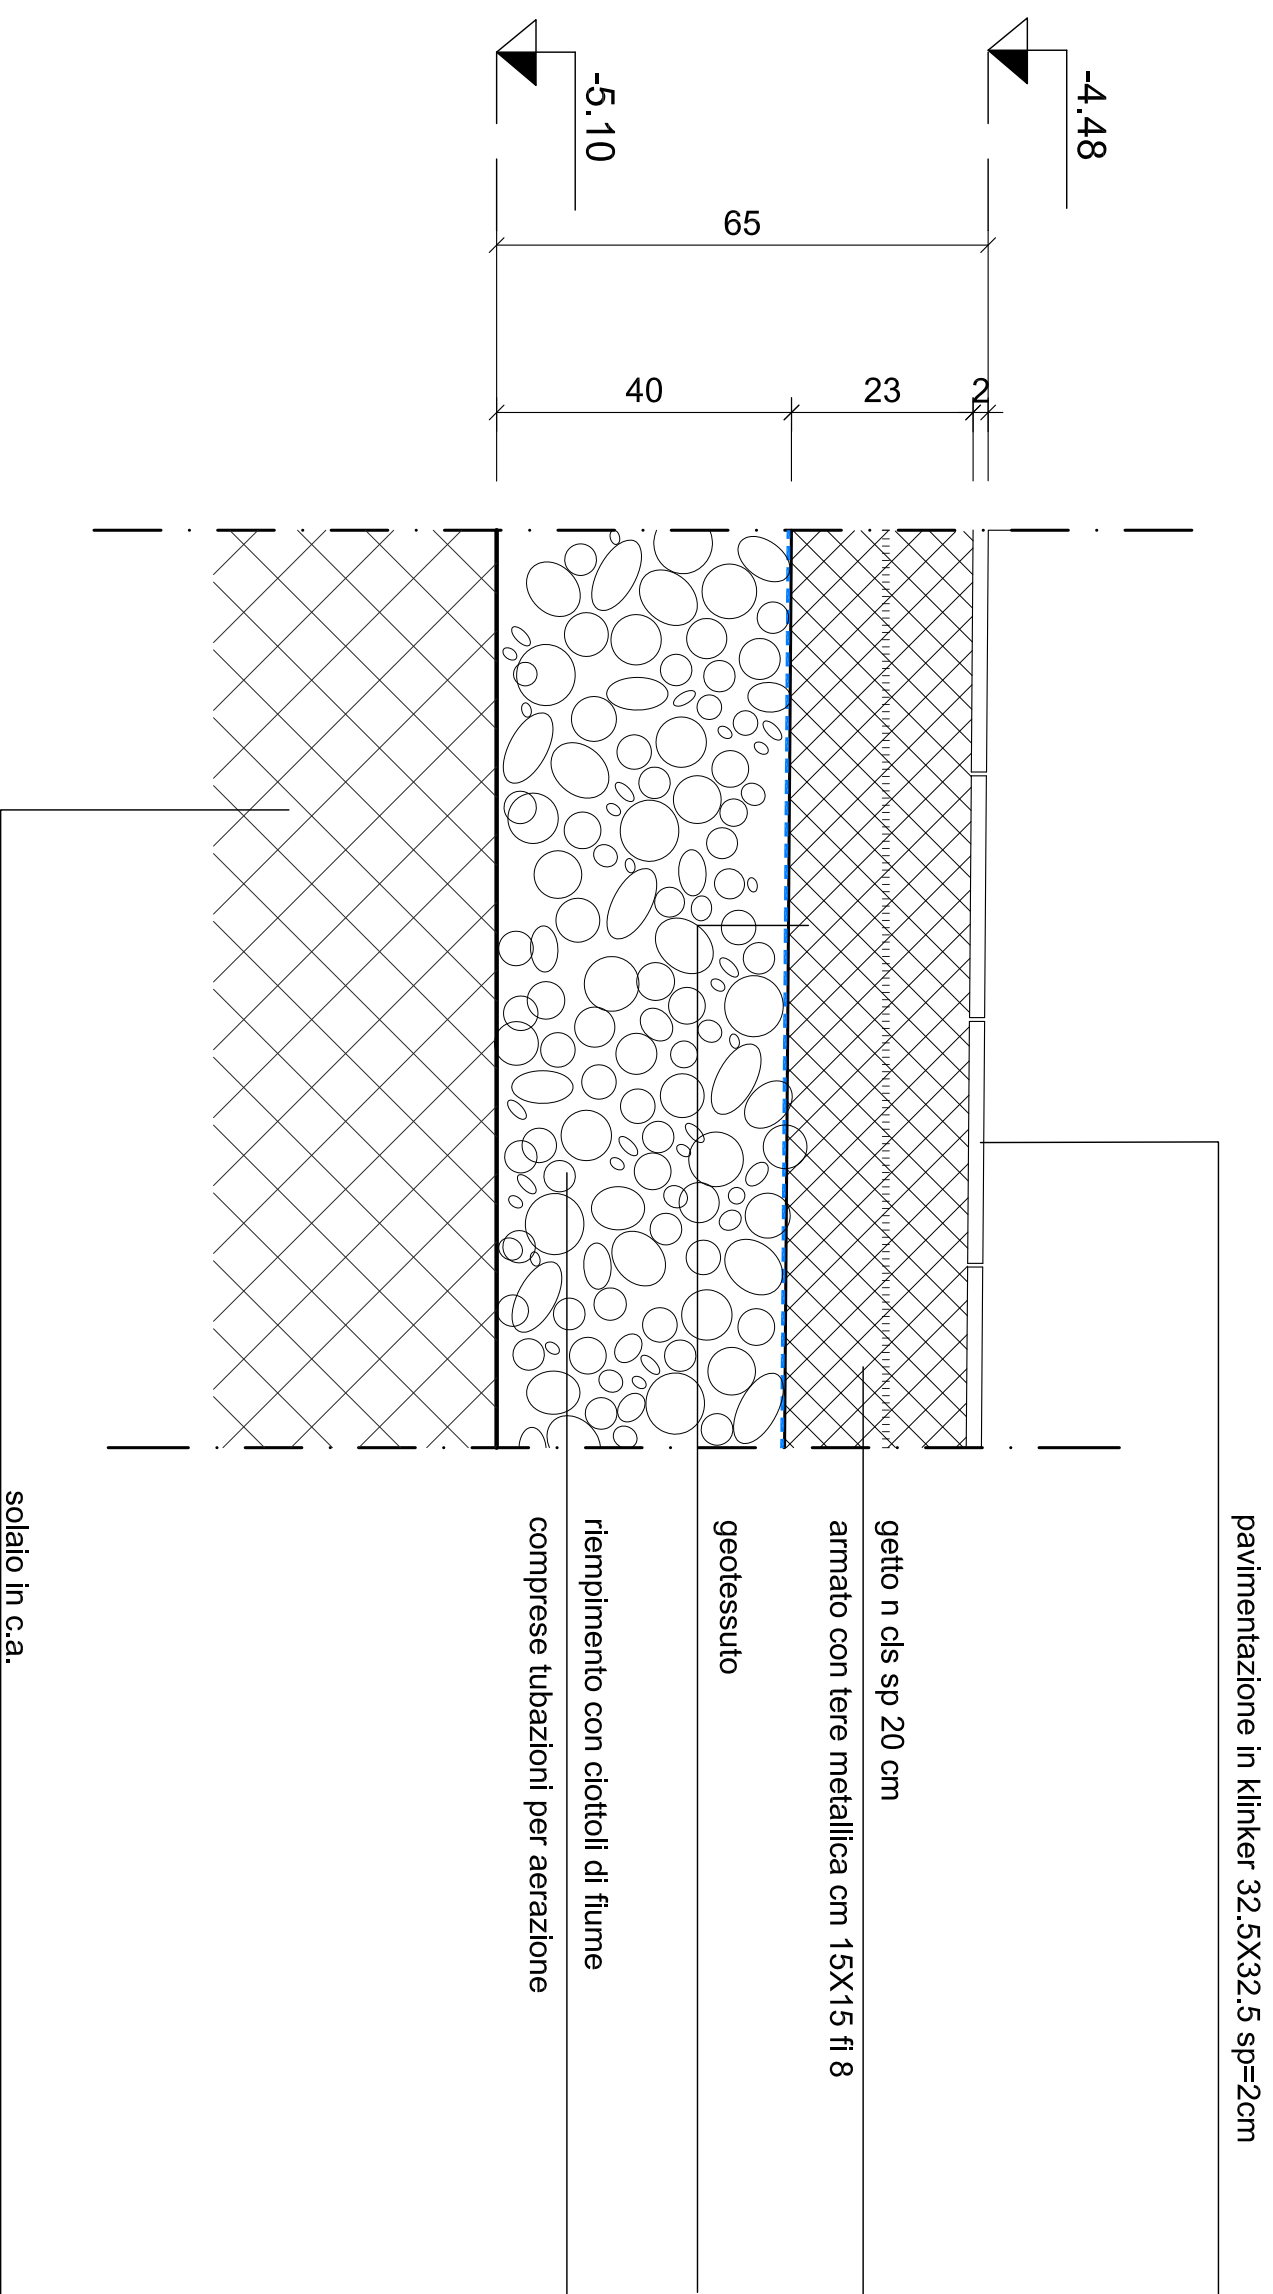 -4.48
-5.10
65
2
23
40
pavimentazione in klinker 32.5X32.5 sp=2cm
getto n cls sp 20 cm
armato con tere metallica cm 15X15 fi 8
geotessuto
riempimento con ciottoli di fiume
comprese tubazioni per aerazione
solaio in c.a.